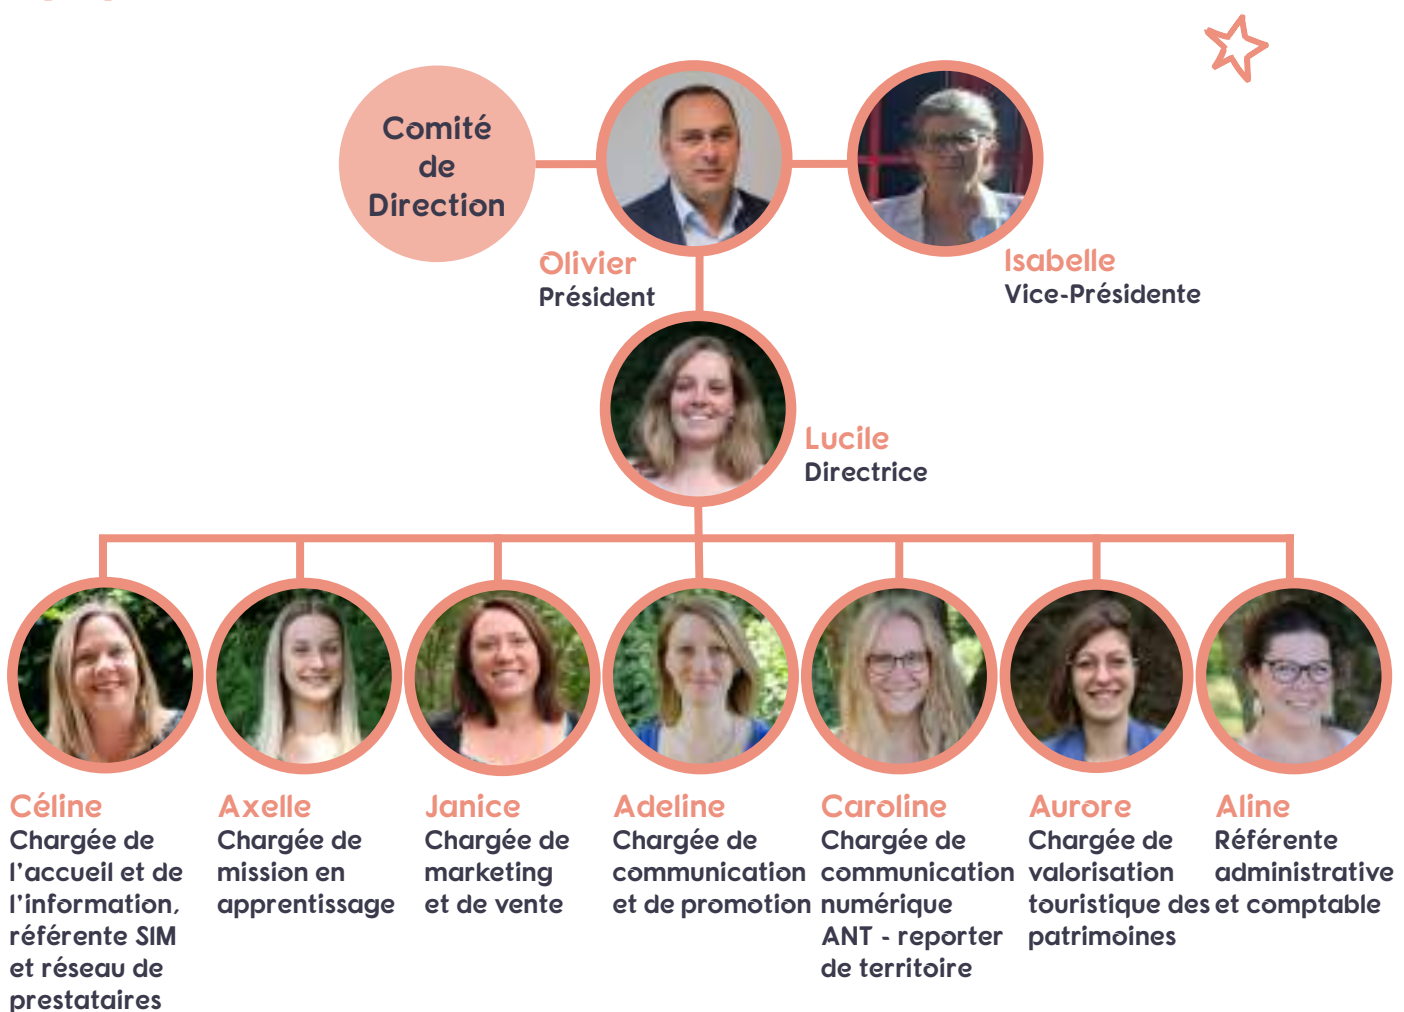 Comité
de
Direction
Olivier
Président
Isabelle
Vice-Présidente
Lucile
Directrice
Céline
Chargée de
l'accueil et de
l'information,
référente SIM
et réseau de
prestataires
Axelle
Chargée de
mission en
apprentissage
Janice
Chargée de
marketing
et de vente
Adeline
Chargée de
communication
et de promotion
Caroline
Chargée de
communication
numérique
ANT - reporter
de territoire
Aurore
Chargée de
valorisation
touristique des
patrimoines
Aline
Référente
administrative
et comptable